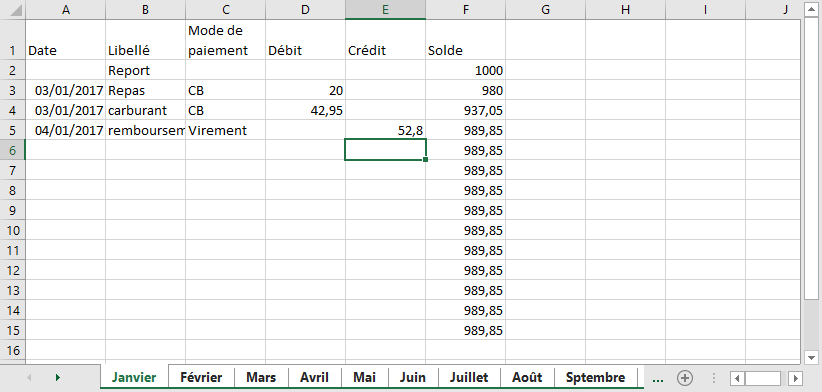 A B C D E F G H I J
1 Date Libellé Mode de paiement Débit Crédit Solde
2 Report 1000
3 03/01/2017 Repas CB 20 980
4 03/01/2017 carburant CB 42,95 937,05
5 04/01/2017 remboursem Virement 52,8 989,85
6 989,85
7 989,85
8 989,85
9 989,85
10 989,85
11 989,85
12 989,85
13 989,85
14 989,85
15 989,85
16
Janvier Février Mars Avril Mai Juin Juillet Août Sptembre ...